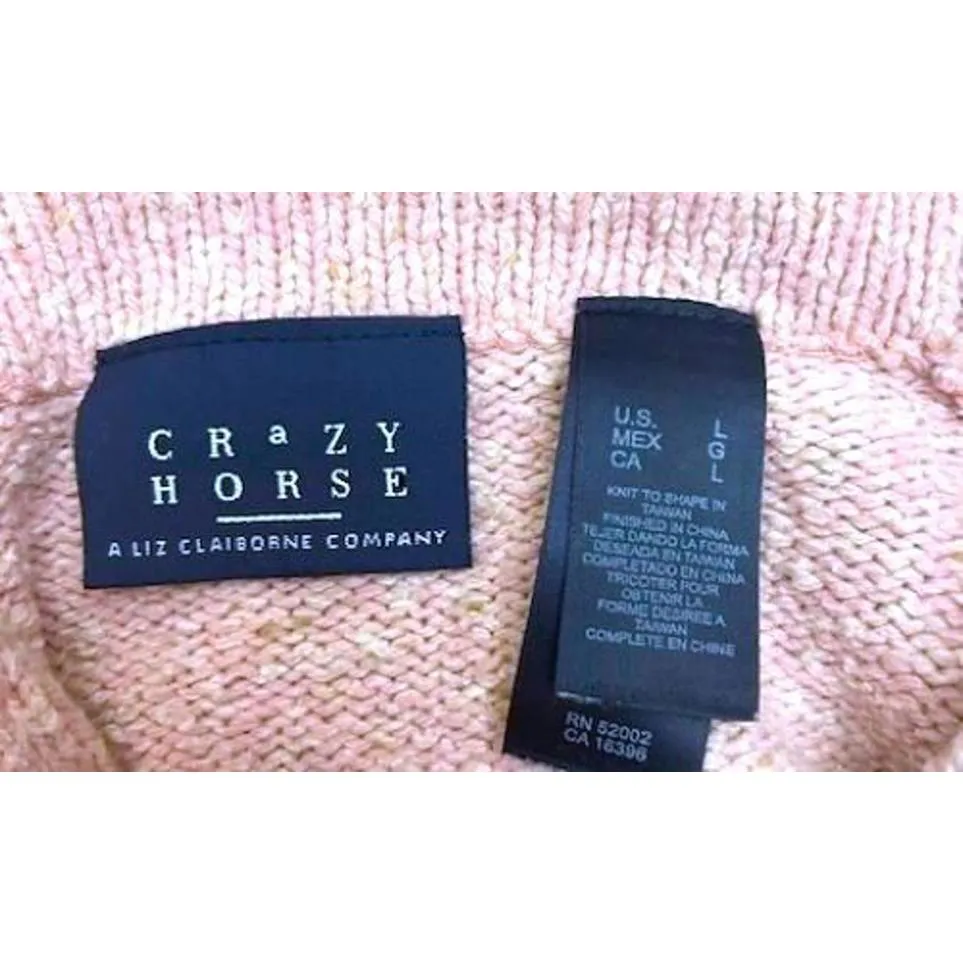 CRaZY
HORSE
A LIZ CLAIBORNE COMPANY
U.S. L
MEX G
CA L
KNIT TO SHAPE IN
TAIWAN
FINISHED IN CHINA
TEJER DANDO LA FORMA
DESEADA EN TAIWAN
COMPLETADO EN CHINA
TRICOTER POUR
OBTENIR LA
FORME DESIREE A
TAIWAN
COMPLETE EN CHINE
RN 52002
CA 16396